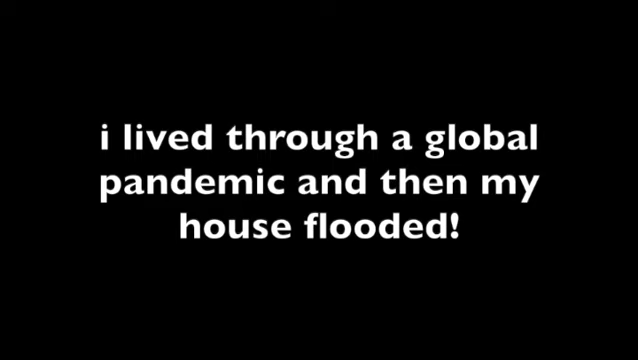 i lived through a global
pandemic and then my
house flooded!